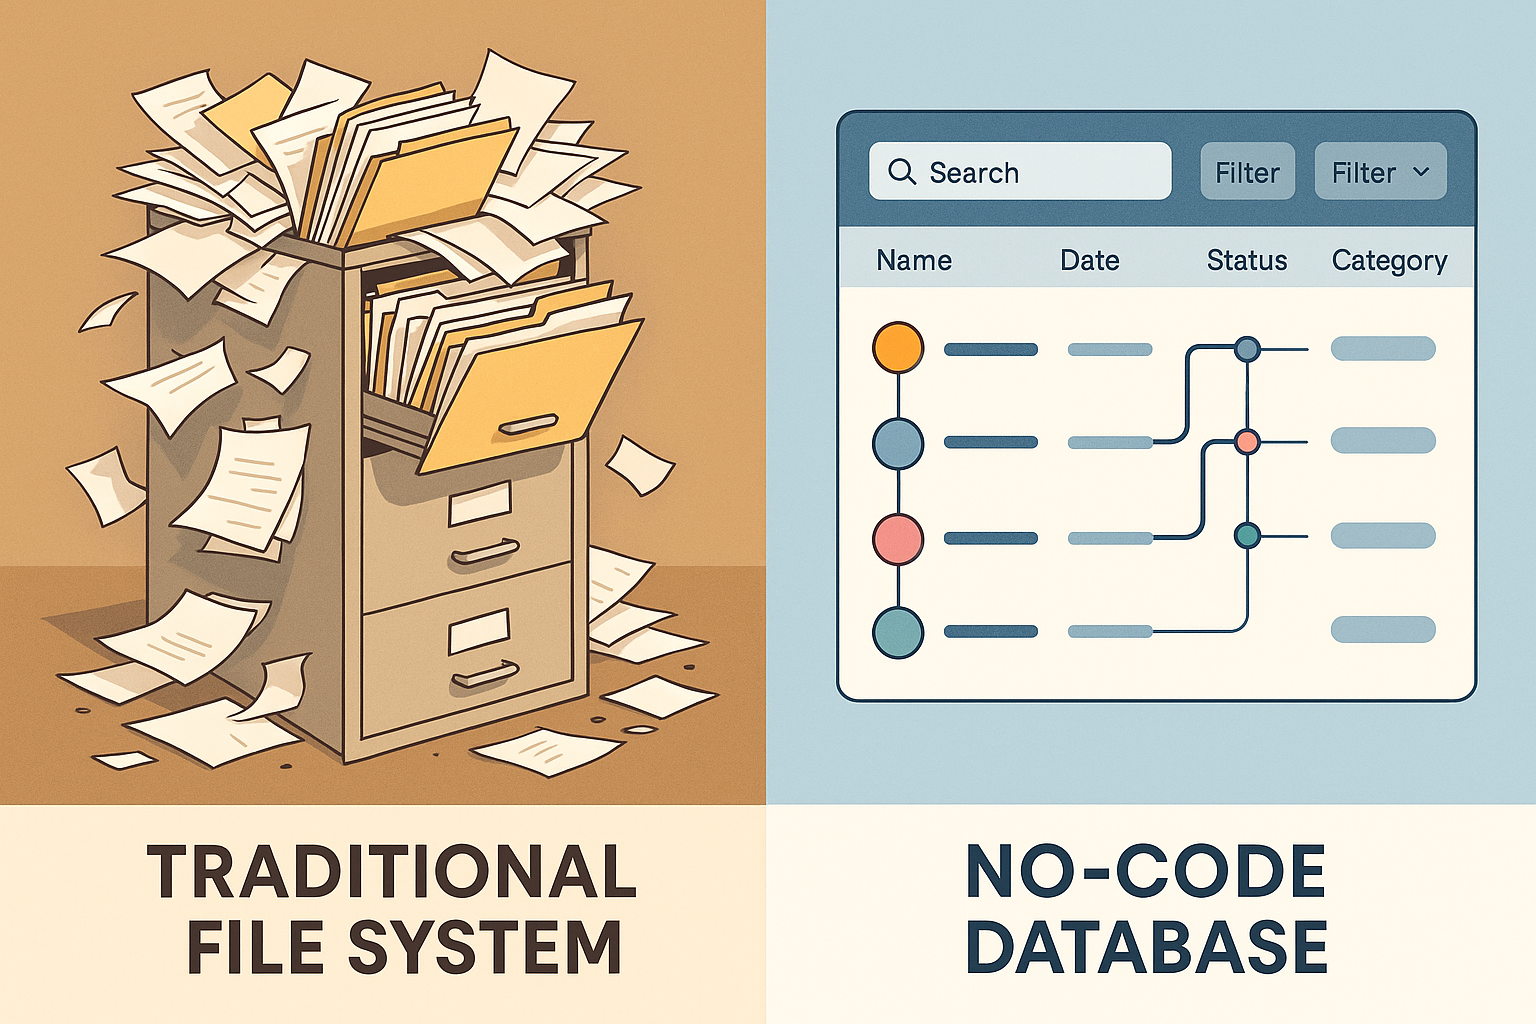 Search
Filter
Filter
Name
Date
Status
Category
TRADITIONAL
FILE SYSTEM
NO-CODE
DATABASE